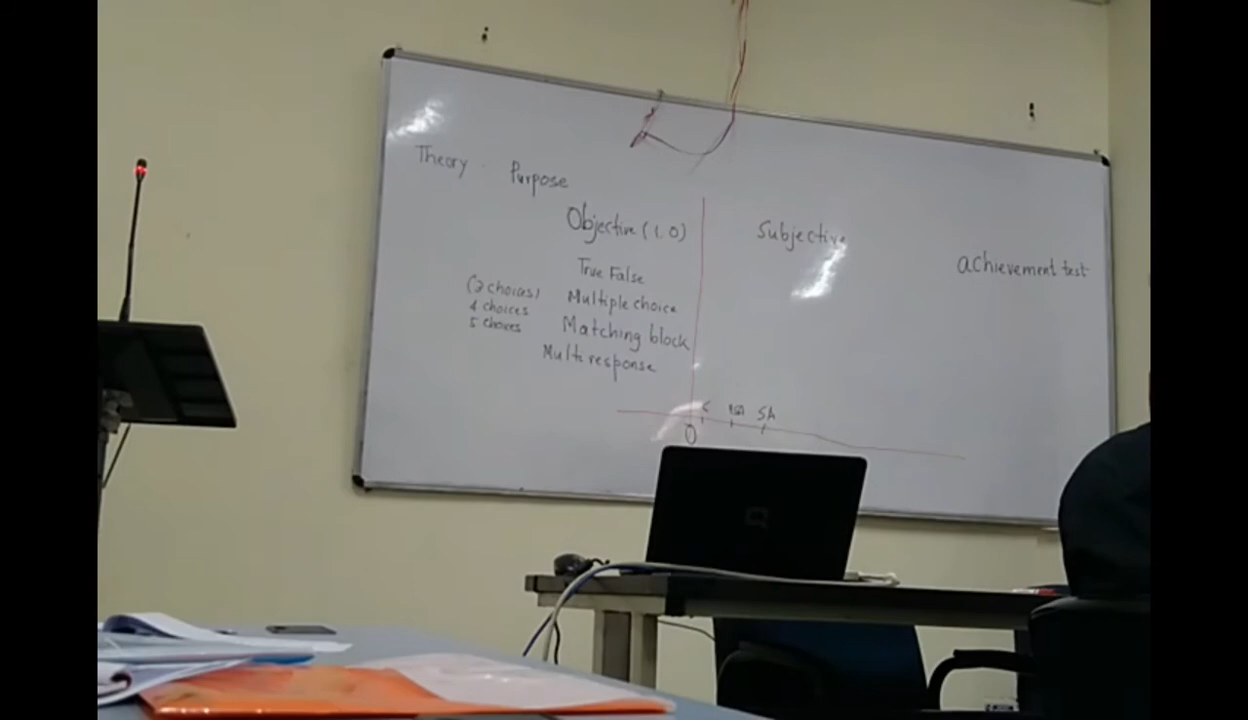 Theory Purpose
Objective (1, 0)
Subjective
achievement test
True False
(2 choices) Multiple choice
4 choices
5 choices Matching block
Multi response
C SA
0